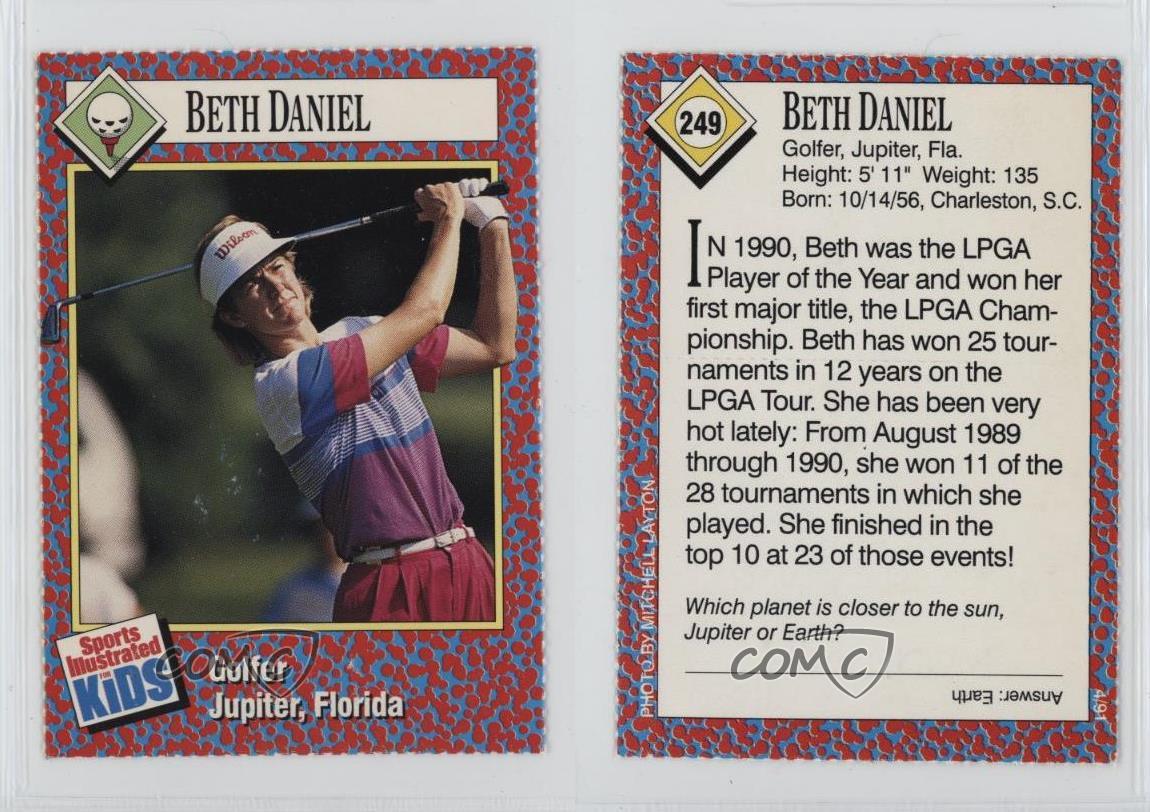 BETH DANIEL
Wilson
Sports
Illustrated
FOR
KIDS
Golfer
Jupiter, Florida
COMC
249
BETH DANIEL
Golfer, Jupiter, Fla.
Height: 5' 11" Weight: 135
Born: 10/14/56, Charleston, S.C.
IN 1990, Beth was the LPGA
Player of the Year and won her
first major title, the LPGA Cham-
pionship. Beth has won 25 tour-
naments in 12 years on the
LPGA Tour. She has been very
hot lately: From August 1989
through 1990, she won 11 of the
28 tournaments in which she
played. She finished in the
top 10 at 23 of those events!
Which planet is closer to the sun,
Jupiter or Earth?
COMC
Answer: Earth
PHOTO BY MITCHELL LAYTON
4/91